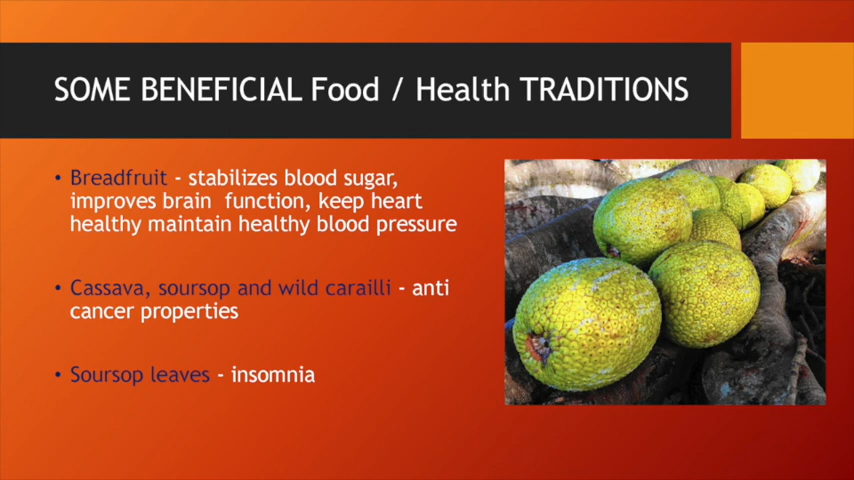 SOME BENEFICIAL Food / Health TRADITIONS
• Breadfruit - stabilizes blood sugar,
improves brain function, keep heart
healthy maintain healthy blood pressure
• Cassava, soursop and wild carailli - anti
cancer properties
• Soursop leaves - insomnia